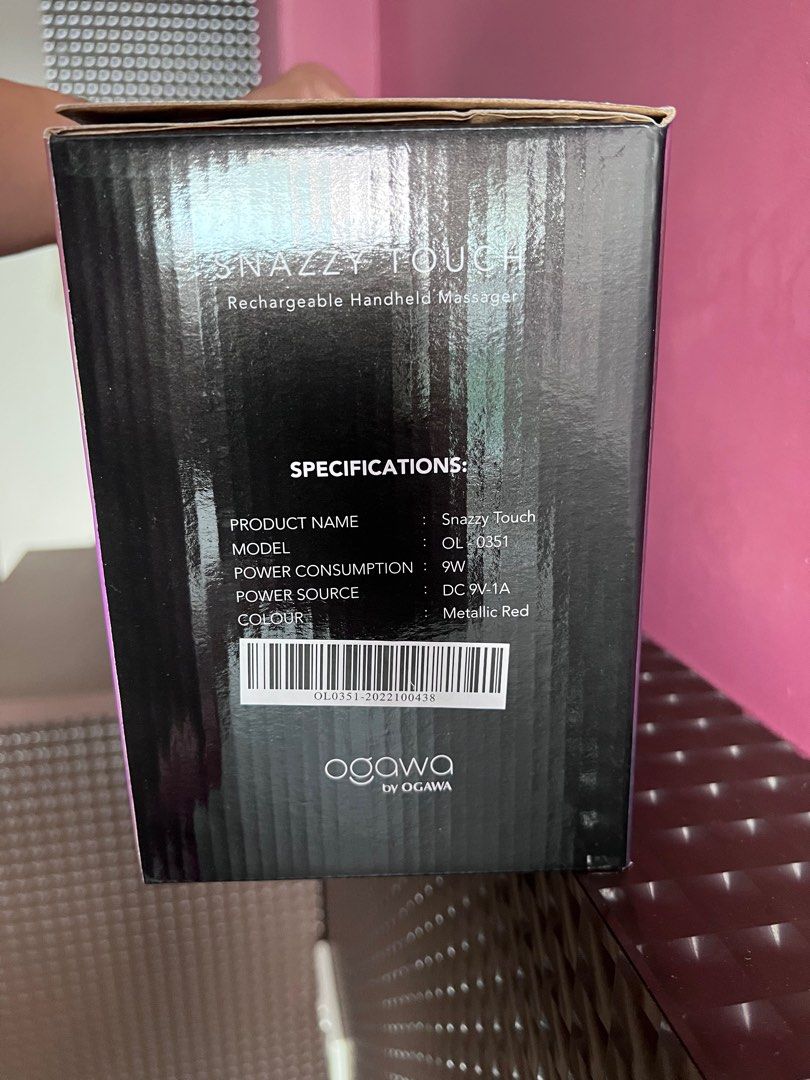 SNAZZY TOUCH
Rechargeable Handheld Massager
SPECIFICATIONS:
PRODUCT NAME : Snazzy Touch
MODEL : OL - 0351
POWER CONSUMPTION : 9W
POWER SOURCE : DC 9V-1A
COLOUR : Metallic Red
OL0351-2022100438
ogawa
by OGAWA